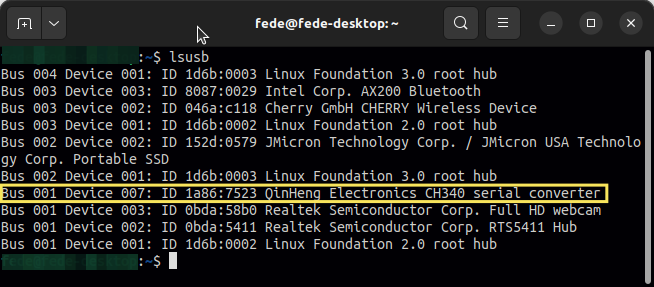 fede@fede-desktop: ~
:~$ lsusb
Bus 004 Device 001: ID 1d6b:0003 Linux Foundation 3.0 root hub
Bus 003 Device 003: ID 8087:0029 Intel Corp. AX200 Bluetooth
Bus 003 Device 002: ID 046a:c118 Cherry GmbH CHERRY Wireless Device
Bus 003 Device 001: ID 1d6b:0002 Linux Foundation 2.0 root hub
Bus 002 Device 002: ID 152d:0579 JMicron Technology Corp. / JMicron USA Technolo
gy Corp. Portable SSD
Bus 002 Device 001: ID 1d6b:0003 Linux Foundation 3.0 root hub
Bus 001 Device 007: ID 1a86:7523 QinHeng Electronics CH340 serial converter
Bus 001 Device 003: ID 0bda:58b0 Realtek Semiconductor Corp. Full HD webcam
Bus 001 Device 002: ID 0bda:5411 Realtek Semiconductor Corp. RTS5411 Hub
Bus 001 Device 001: ID 1d6b:0002 Linux Foundation 2.0 root hub
fede@fede-desktop:~$